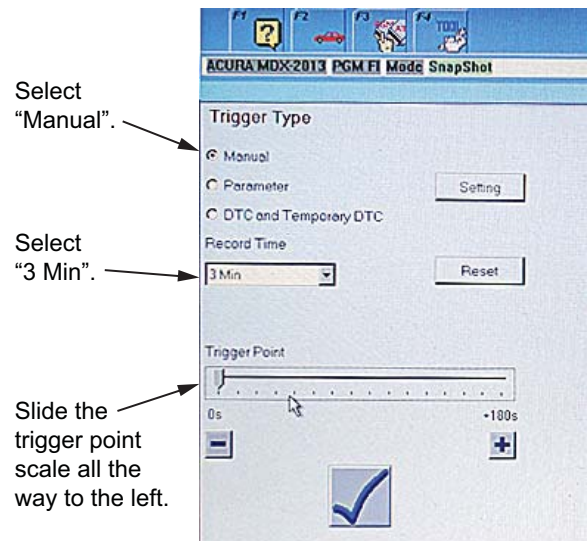 F1
F2
F3
F4
TOOL
ACURA MDX-2013 PGM FI Mode SnapShot
Trigger Type
Select
“Manual”.
Manual
Parameter
Setting
DTC and Temporary DTC
Select
“3 Min”.
Record Time
3 Min
Reset
Trigger Point
0s
-180s
Slide the
trigger point
scale all the
way to the left.